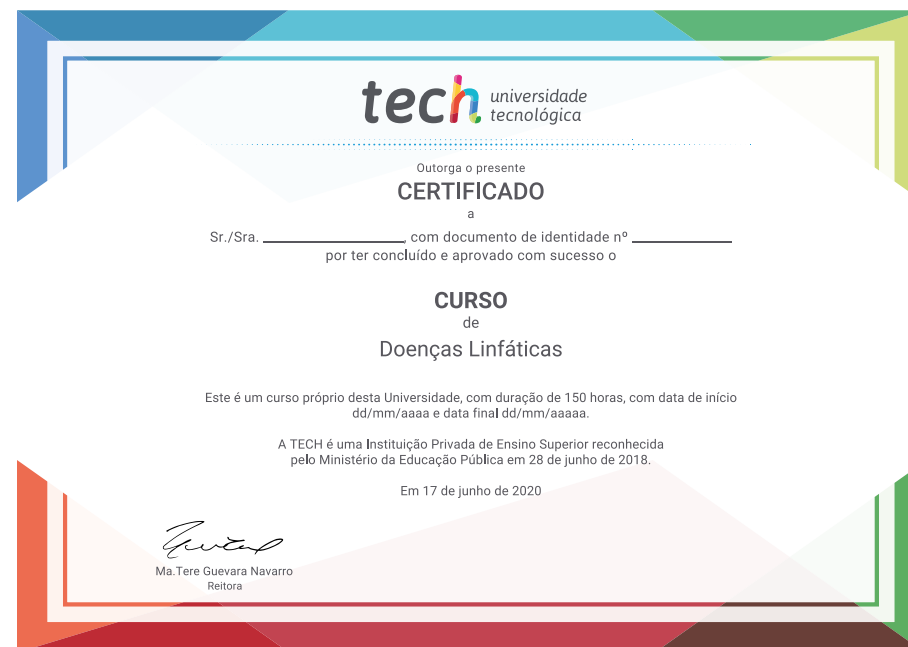 tech universidade
tecnológica
Outorga o presente
CERTIFICADO
a
Sr./Sra. ____________________, com documento de identidade nº ______________
por ter concluído e aprovado com sucesso o
CURSO
de
Doenças Linfáticas
Este é um curso próprio desta Universidade, com duração de 150 horas, com data de início
dd/mm/aaaa e data final dd/mm/aaaaa.
A TECH é uma Instituição Privada de Ensino Superior reconhecida
pelo Ministério da Educação Pública em 28 de junho de 2018.
Em 17 de junho de 2020
Ma.Tere Guevara Navarro
Reitora